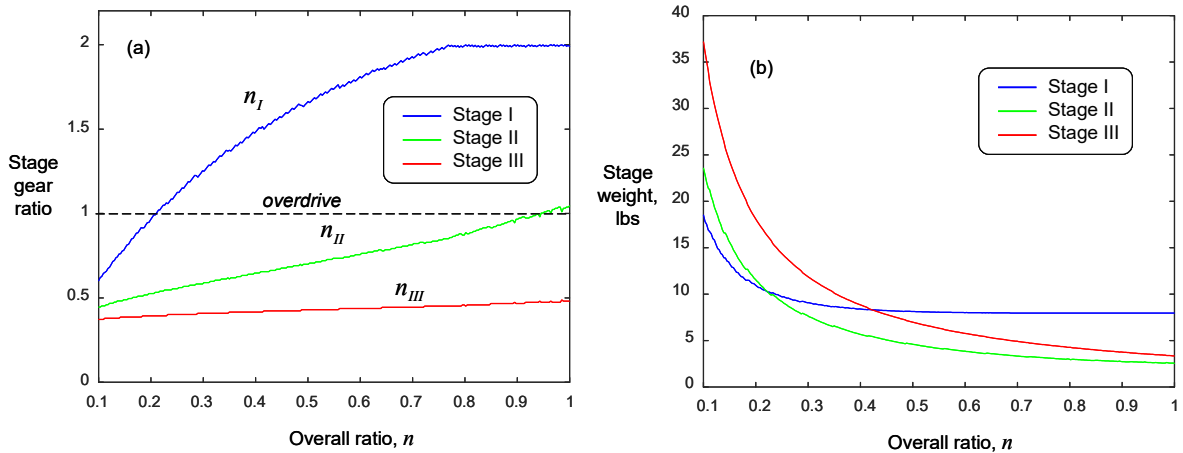 (a)
2
1.5
1
0.5
0
Stage
gear
ratio
n_I
Stage I
Stage II
Stage III
overdrive
n_II
n_III
0.1 0.2 0.3 0.4 0.5 0.6 0.7 0.8 0.9 1
Overall ratio, n
(b)
40
35
30
25
20
15
10
5
0
Stage
weight,
lbs
Stage I
Stage II
Stage III
0.1 0.2 0.3 0.4 0.5 0.6 0.7 0.8 0.9 1
Overall ratio, n